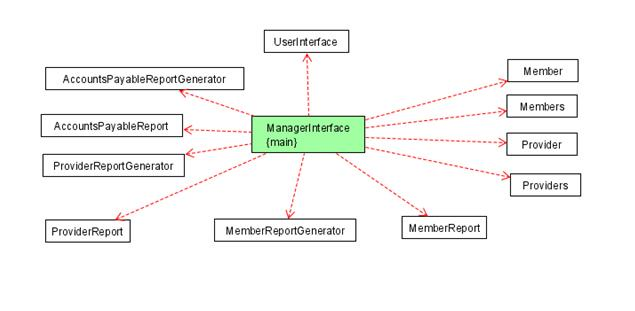 UserInterface
AccountsPayableReportGenerator
Member
Members
AccountsPayableReport
ManagerInterface
{main}
Provider
ProviderReportGenerator
Providers
ProviderReport
MemberReportGenerator
MemberReport